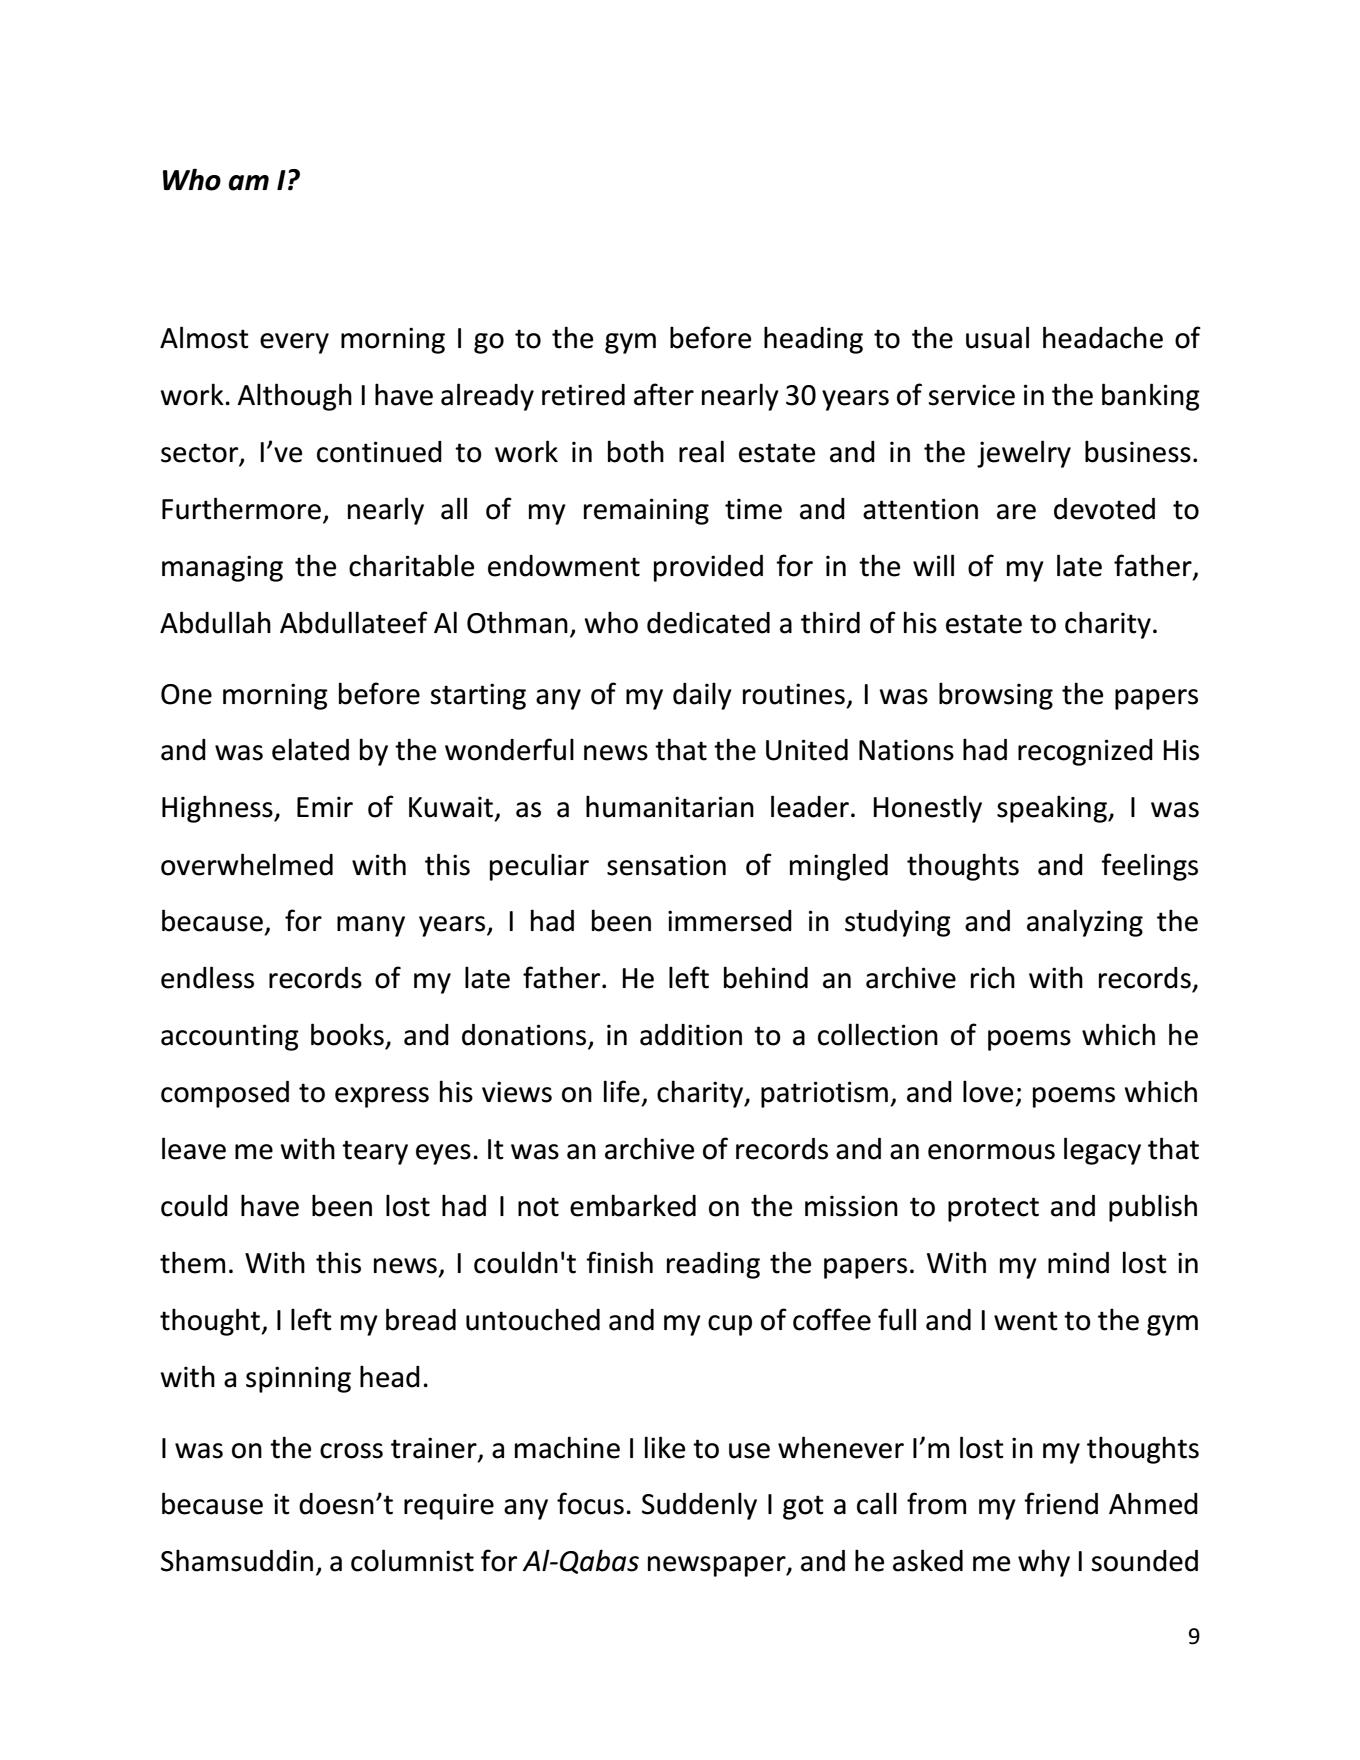 Who am I?
Almost every morning I go to the gym before heading to the usual headache of
work. Although I have already retired after nearly 30 years of service in the banking
sector, I’ve continued to work in both real estate and in the jewelry business.
Furthermore, nearly all of my remaining time and attention are devoted to
managing the charitable endowment provided for in the will of my late father,
Abdullah Abdullateef Al Othman, who dedicated a third of his estate to charity.
One morning before starting any of my daily routines, I was browsing the papers
and was elated by the wonderful news that the United Nations had recognized His
Highness, Emir of Kuwait, as a humanitarian leader. Honestly speaking, I was
overwhelmed with this peculiar sensation of mingled thoughts and feelings
because, for many years, I had been immersed in studying and analyzing the
endless records of my late father. He left behind an archive rich with records,
accounting books, and donations, in addition to a collection of poems which he
composed to express his views on life, charity, patriotism, and love; poems which
leave me with teary eyes. It was an archive of records and an enormous legacy that
could have been lost had I not embarked on the mission to protect and publish
them. With this news, I couldn't finish reading the papers. With my mind lost in
thought, I left my bread untouched and my cup of coffee full and I went to the gym
with a spinning head.
I was on the cross trainer, a machine I like to use whenever I’m lost in my thoughts
because it doesn’t require any focus. Suddenly I got a call from my friend Ahmed
Shamsuddin, a columnist for Al-Qabas newspaper, and he asked me why I sounded
9